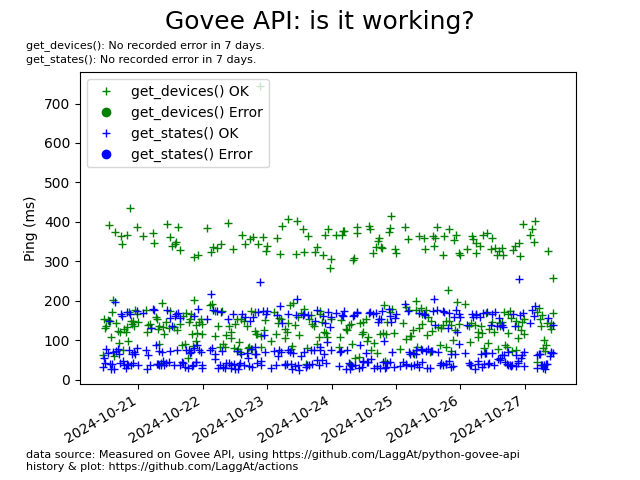 Govee API: is it working?
get_devices(): No recorded error in 7 days.
get_states(): No recorded error in 7 days.
get_devices() OK
get_devices() Error
get_states() OK
get_states() Error
Ping (ms)
700
600
500
400
300
200
100
0
2024-10-21
2024-10-22
2024-10-23
2024-10-24
2024-10-25
2024-10-26
2024-10-27
data source: Measured on Govee API, using https://github.com/LaggAt/python-govee-api
history & plot: https://github.com/LaggAt/actions